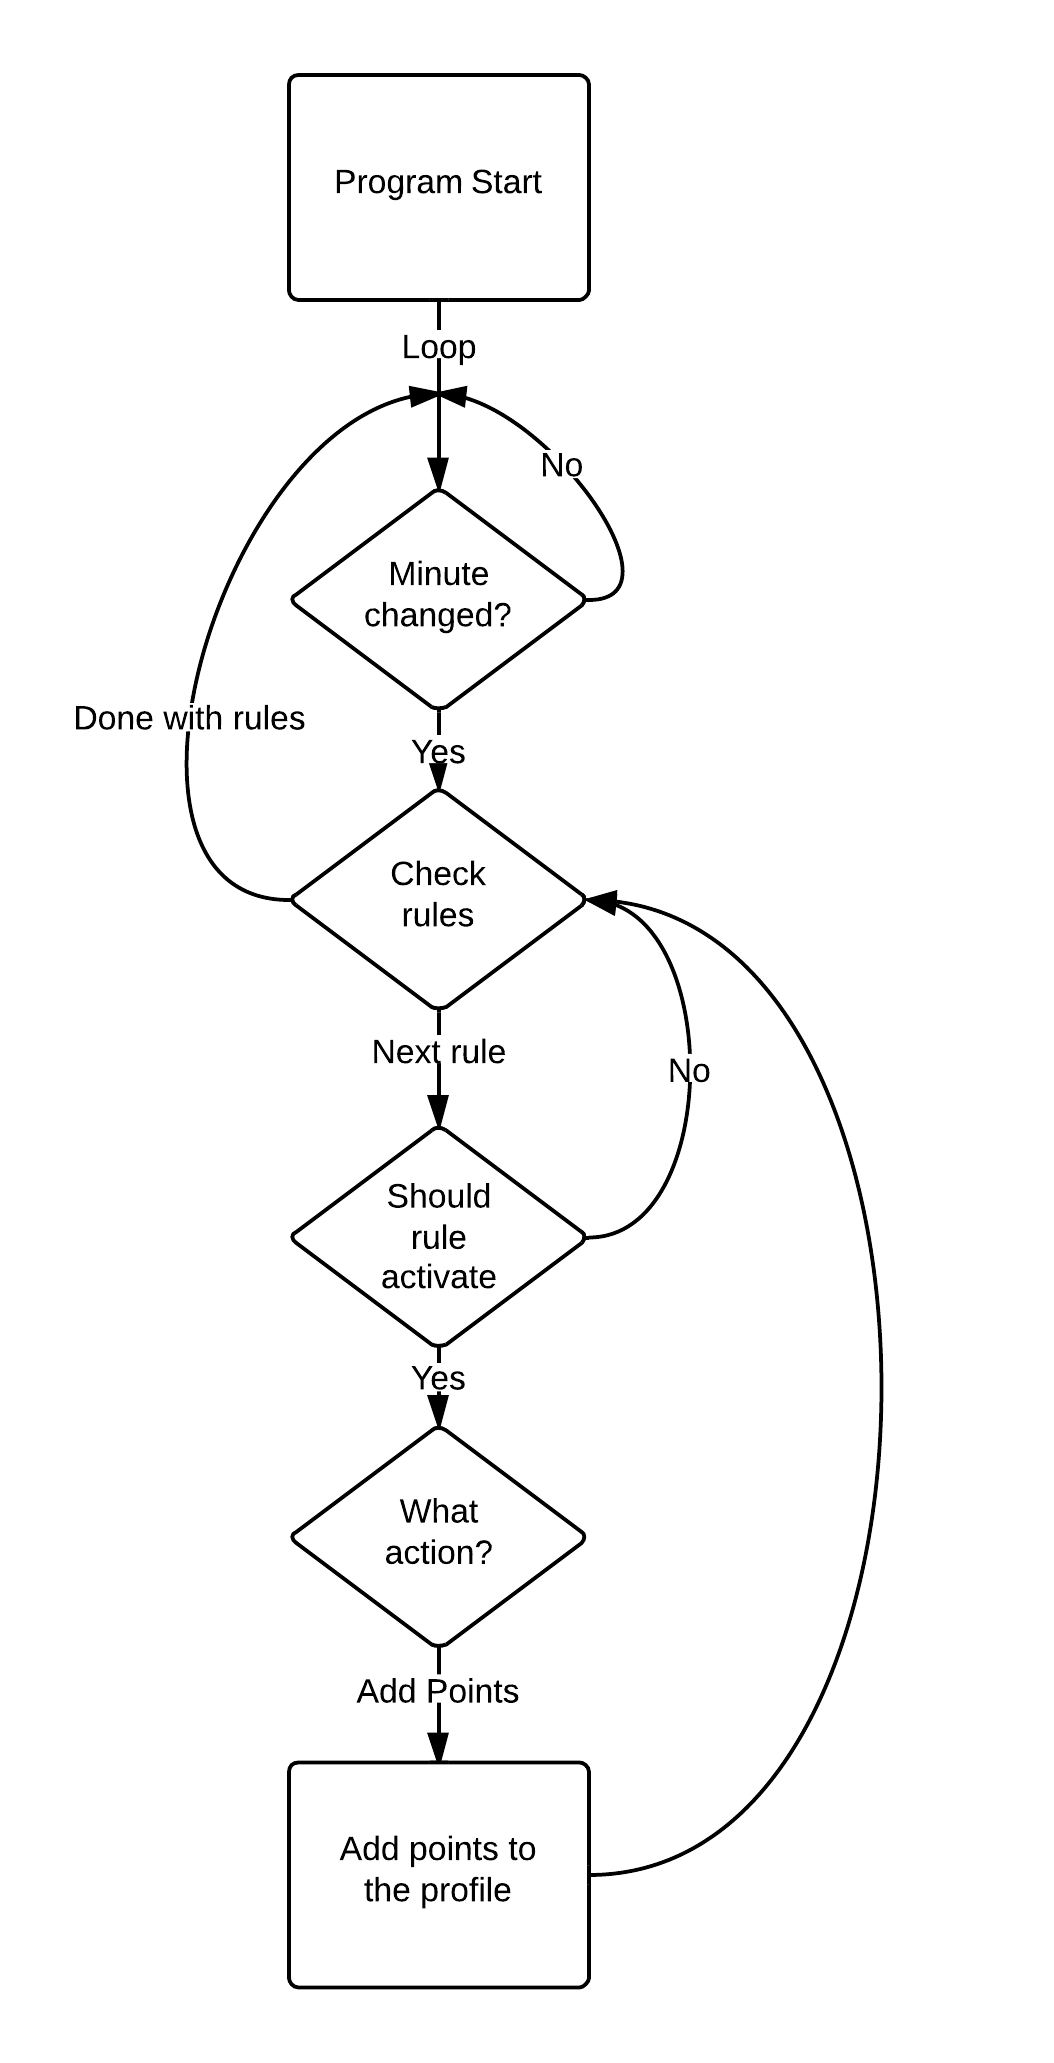 Program Start
Loop
No
Minute
changed?
Done with rules
Yes
Check
rules
Next rule
No
Should
rule
activate
Yes
What
action?
Add Points
Add points to
the profile